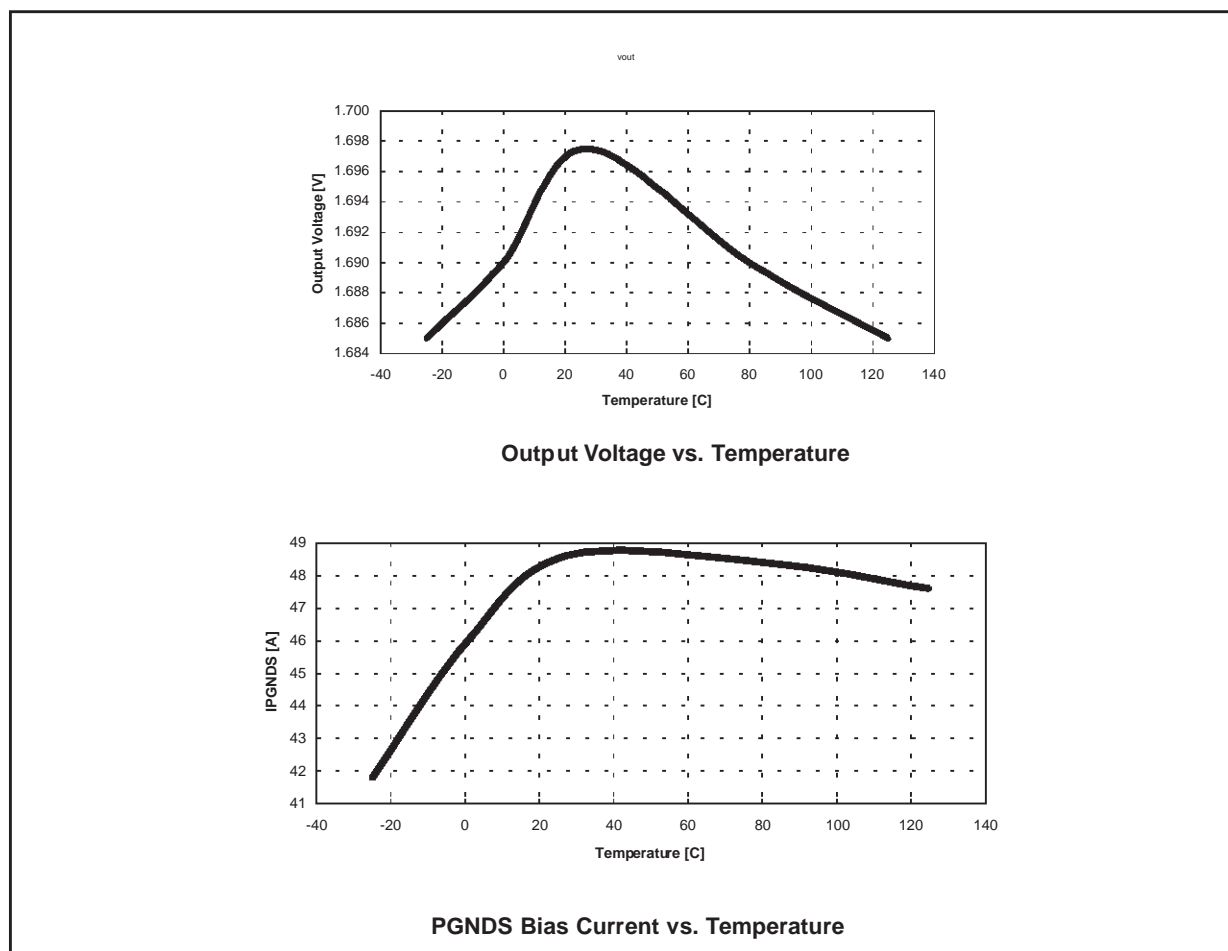 vout
1.700
1.698
1.696
1.694
1.692
1.690
1.688
1.686
1.684
Output Voltage [V]
-40 -20 0 20 40 60 80 100 120 140
Temperature [C]
Output Voltage vs. Temperature
49
48
47
46
45
44
43
42
41
IPGNDS [A]
-40 -20 0 20 40 60 80 100 120 140
Temperature [C]
PGNDS Bias Current vs. Temperature